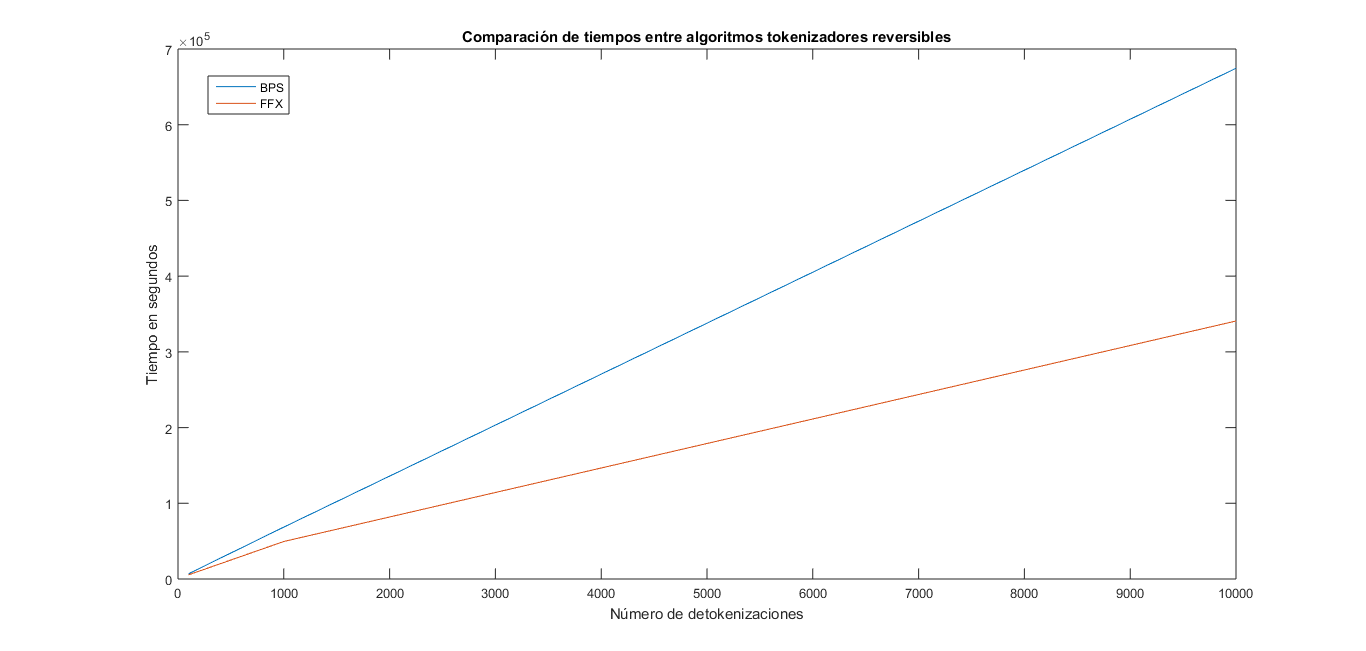 Comparación de tiempos entre algoritmos tokenizadores reversibles
×10^5
BPS
FFX
7
6
5
4
3
2
1
0
Tiempo en segundos
0 1000 2000 3000 4000 5000 6000 7000 8000 9000 10000
Número de detokenizaciones